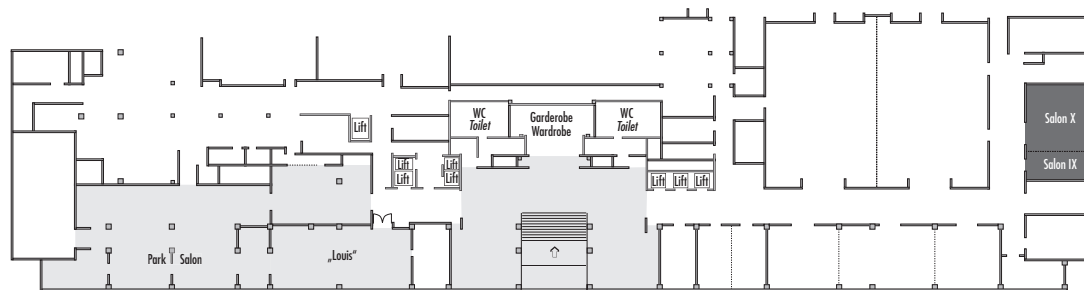 WC
Toilet
Garderobe
Wardrobe
WC
Toilet
Lift
Lift
Lift
Lift
Lift
Lift
Lift
Lift
Salon X
Salon IX
Park
Salon
„Louis“